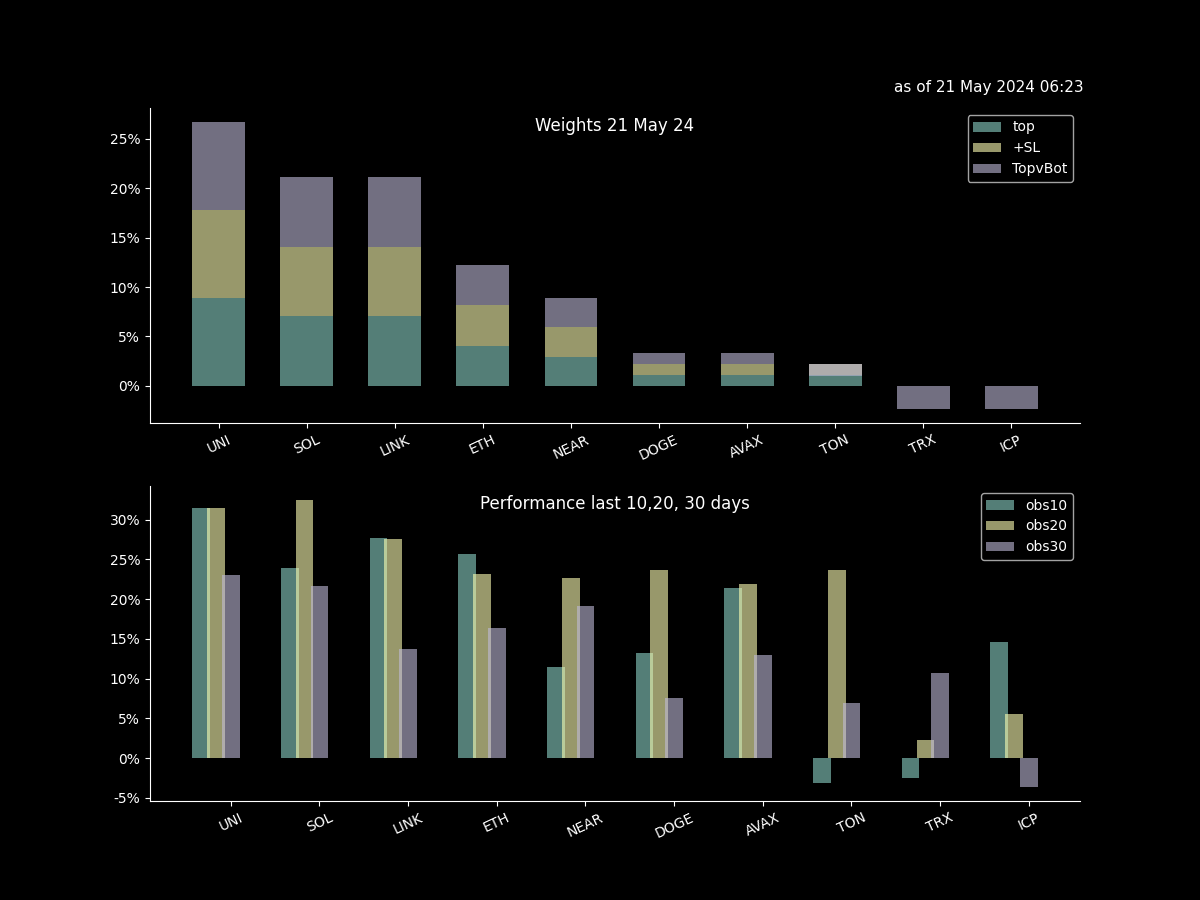 as of 21 May 2024 06:23
Weights 21 May 24
top
+SL
TopvBot
25%
20%
15%
10%
5%
0%
UNI SOL LINK ETH NEAR DOGE AVAX TON TRX ICP
Performance last 10,20, 30 days
obs10
obs20
obs30
30%
25%
20%
15%
10%
5%
0%
-5%
UNI SOL LINK ETH NEAR DOGE AVAX TON TRX ICP